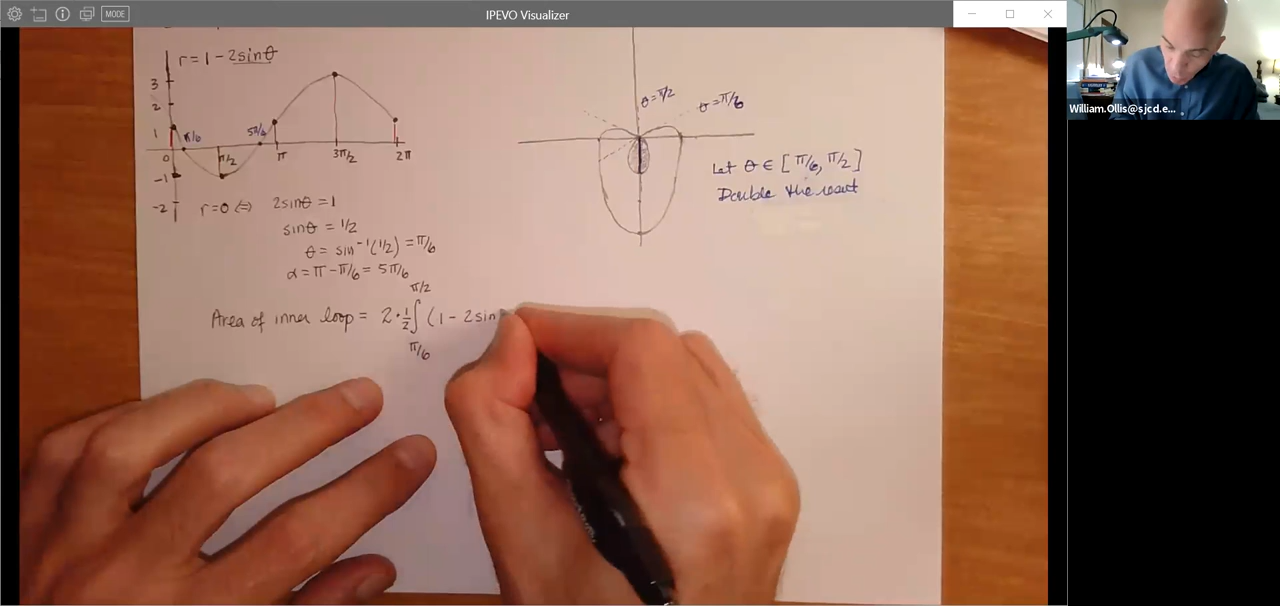 MODE
IPEVO Visualizer
r = 1 - 2sinθ
3
2
1
0
-1
-2
π/6
π/2
5π/6
π
3π/2
2π
θ = π/2
θ = π/6
Let θ ∈ [π/6, π/2]
Double the result
r = 0 ⇔ 2sinθ = 1
sinθ = 1/2
θ = sin⁻¹(1/2) = π/6
α = π - π/6 = 5π/6
Area of inner loop = 2 · 1/2 ∫ (1 - 2sin
π/2
π/6
William.Ollis@sjcd.e...